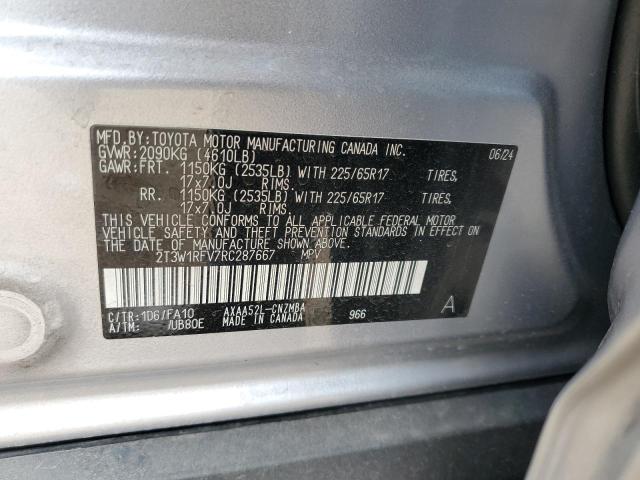 MFD.BY:TOYOTA MOTOR MANUFACTURING CANADA INC.
GVWR:2090KG (4610LB) 06/24
GAWR:FRT. 1150KG (2535LB) WITH 225/65R17 TIRES,
17x7.0J RIMS.
RR. 1150KG (2535LB) WITH 225/65R17 TIRES,
17x7.0J RIMS.
THIS VEHICLE CONFORMS TO ALL APPLICABLE FEDERAL MOTOR
VEHICLE SAFETY AND THEFT PREVENTION STANDARDS IN EFFECT
ON THE DATE OF MANUFACTURE SHOWN ABOVE.
2T3W1RFV7RC287667 MPV
C/TR:1D6/FA10 AXAA52L-CNZMBA 966 A
A/TM: /UB80E MADE IN CANADA